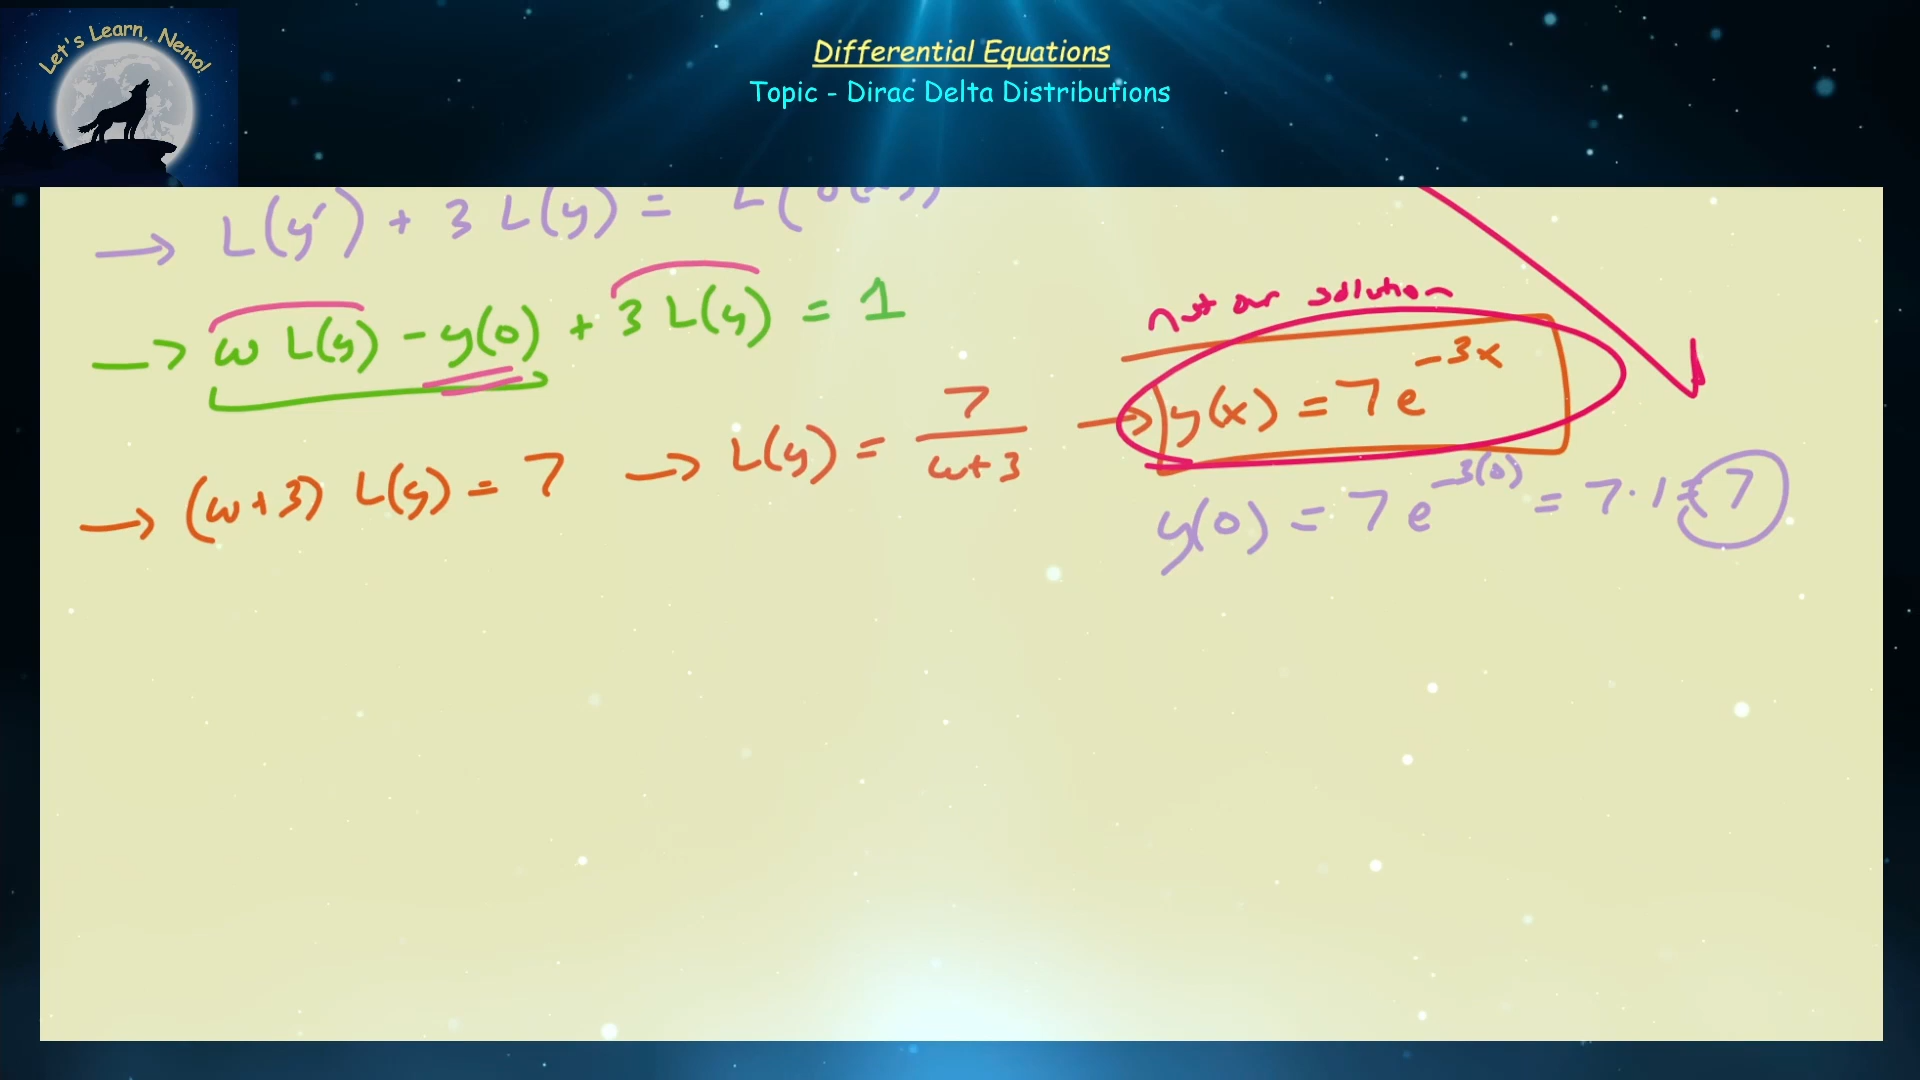 Let's Learn, Nemo!
Differential Equations
Topic - Dirac Delta Distributions
→ L(y′) + 3 L(y) = L(
→ ω L(y) - y(0) + 3 L(y) = 1
not our solution
→ (ω+3) L(y) = 7 → L(y) = 7/(ω+3) → y(x) = 7e^(-3x)
y(0) = 7e^(-3(0)) = 7·1 = 7